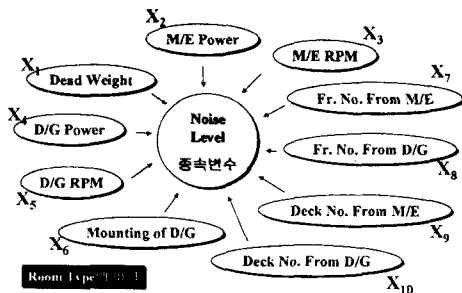 X2
M/E Power
X3
M/E RPM
X1
Dead Weight
X7
Fr. No. From M/E
X4
D/G Power
Noise
Level
종속변수
Fr. No. From D/G
X8
D/G RPM
X5
Deck No. From M/E
X9
Mounting of D/G
X6
Deck No. From D/G
X10
Room Type